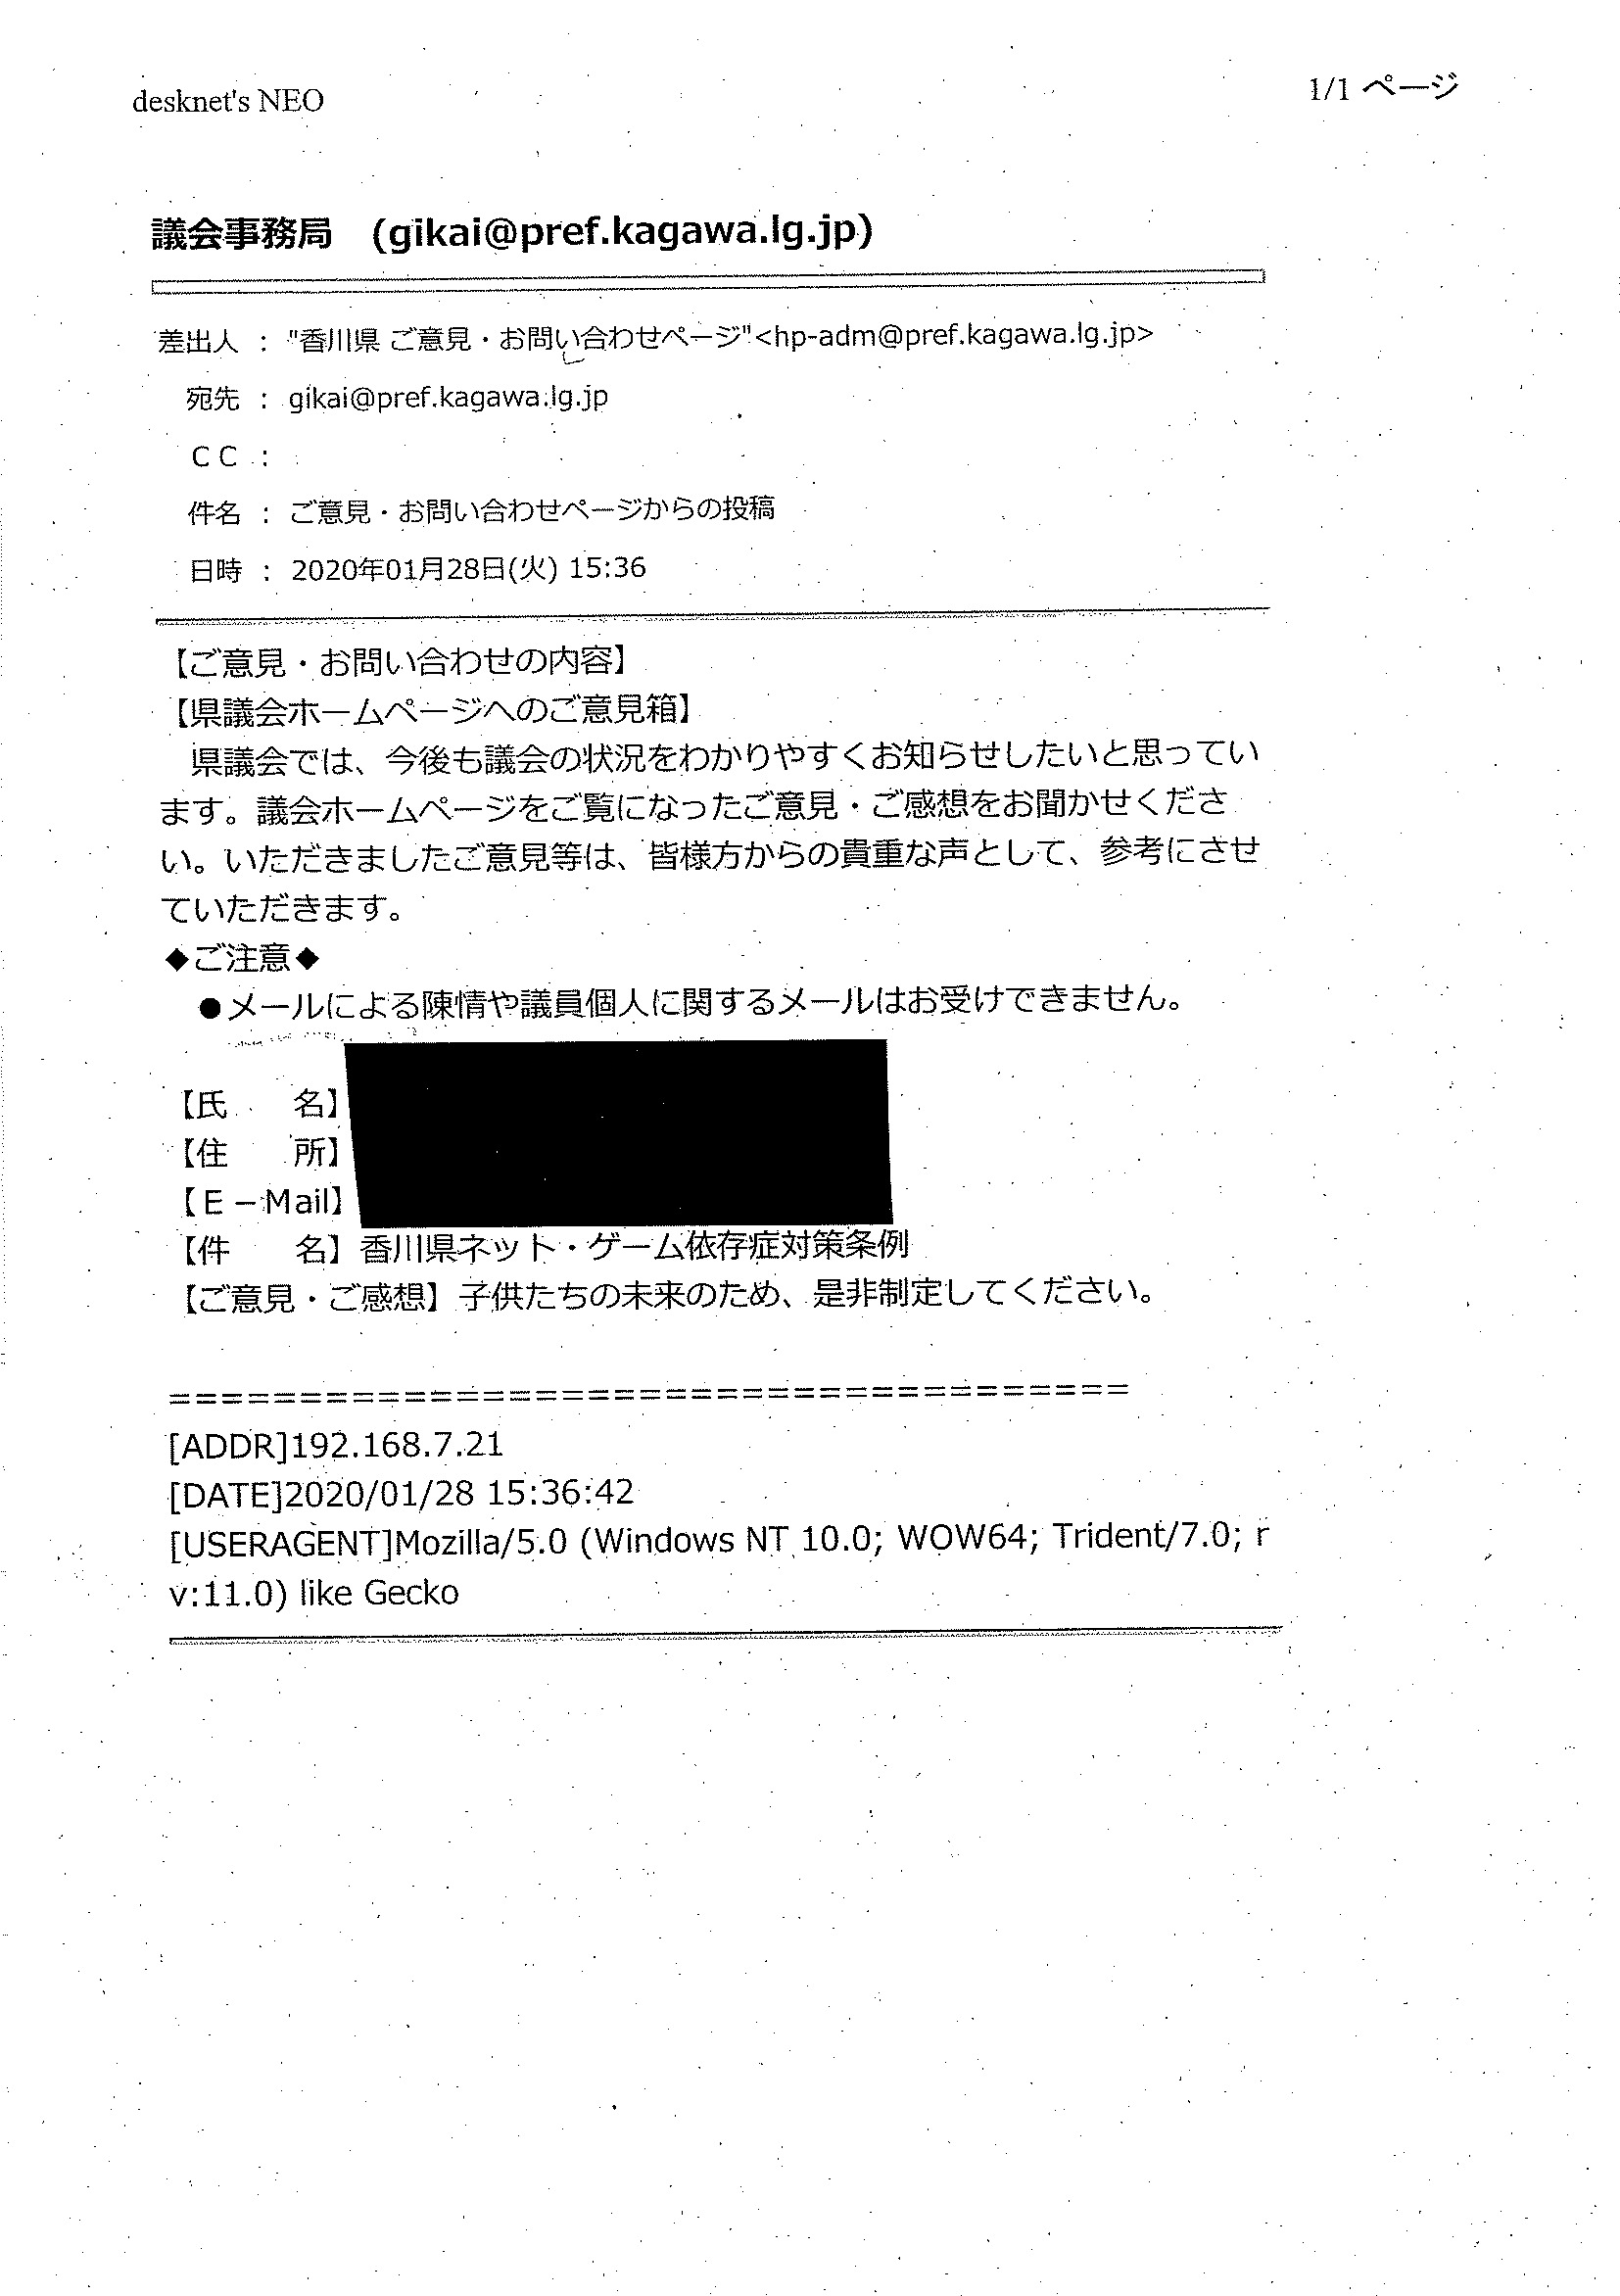 desknet's NEO
1/1 ページ
議会事務局　(gikai@pref.kagawa.lg.jp)
差出人 ： "香川県 ご意見・お問い合わせページ"<hp-adm@pref.kagawa.lg.jp>
宛先 ： gikai@pref.kagawa.lg.jp
ＣＣ ：
件名 ： ご意見・お問い合わせページからの投稿
日時 ： 2020年01月28日(火) 15:36
【ご意見・お問い合わせの内容】
【県議会ホームページへのご意見箱】
　県議会では、今後も議会の状況をわかりやすくお知らせしたいと思ってい
ます。議会ホームページをご覧になったご意見・ご感想をお聞かせくださ
い。いただきましたご意見等は、皆様方からの貴重な声として、参考にさせ
ていただきます。
◆ご注意◆
　●メールによる陳情や議員個人に関するメールはお受けできません。
【氏　　名】
【住　　所】
【Ｅ－Mail】
【件　　名】香川県ネット・ゲーム依存症対策条例
【ご意見・ご感想】子供たちの未来のため、是非制定してください。
=====================================
[ADDR]192.168.7.21
[DATE]2020/01/28 15:36:42
[USERAGENT]Mozilla/5.0 (Windows NT 10.0; WOW64; Trident/7.0; r
v:11.0) like Gecko